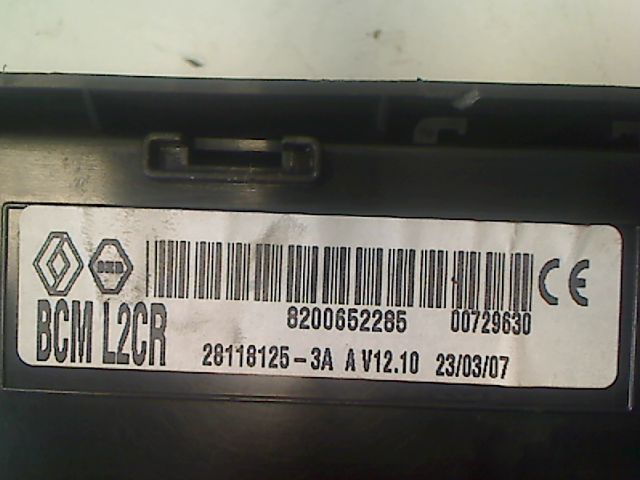 8200652285 00729630
BCM L2CR 28118125-3A A V12.10 23/03/07
CE